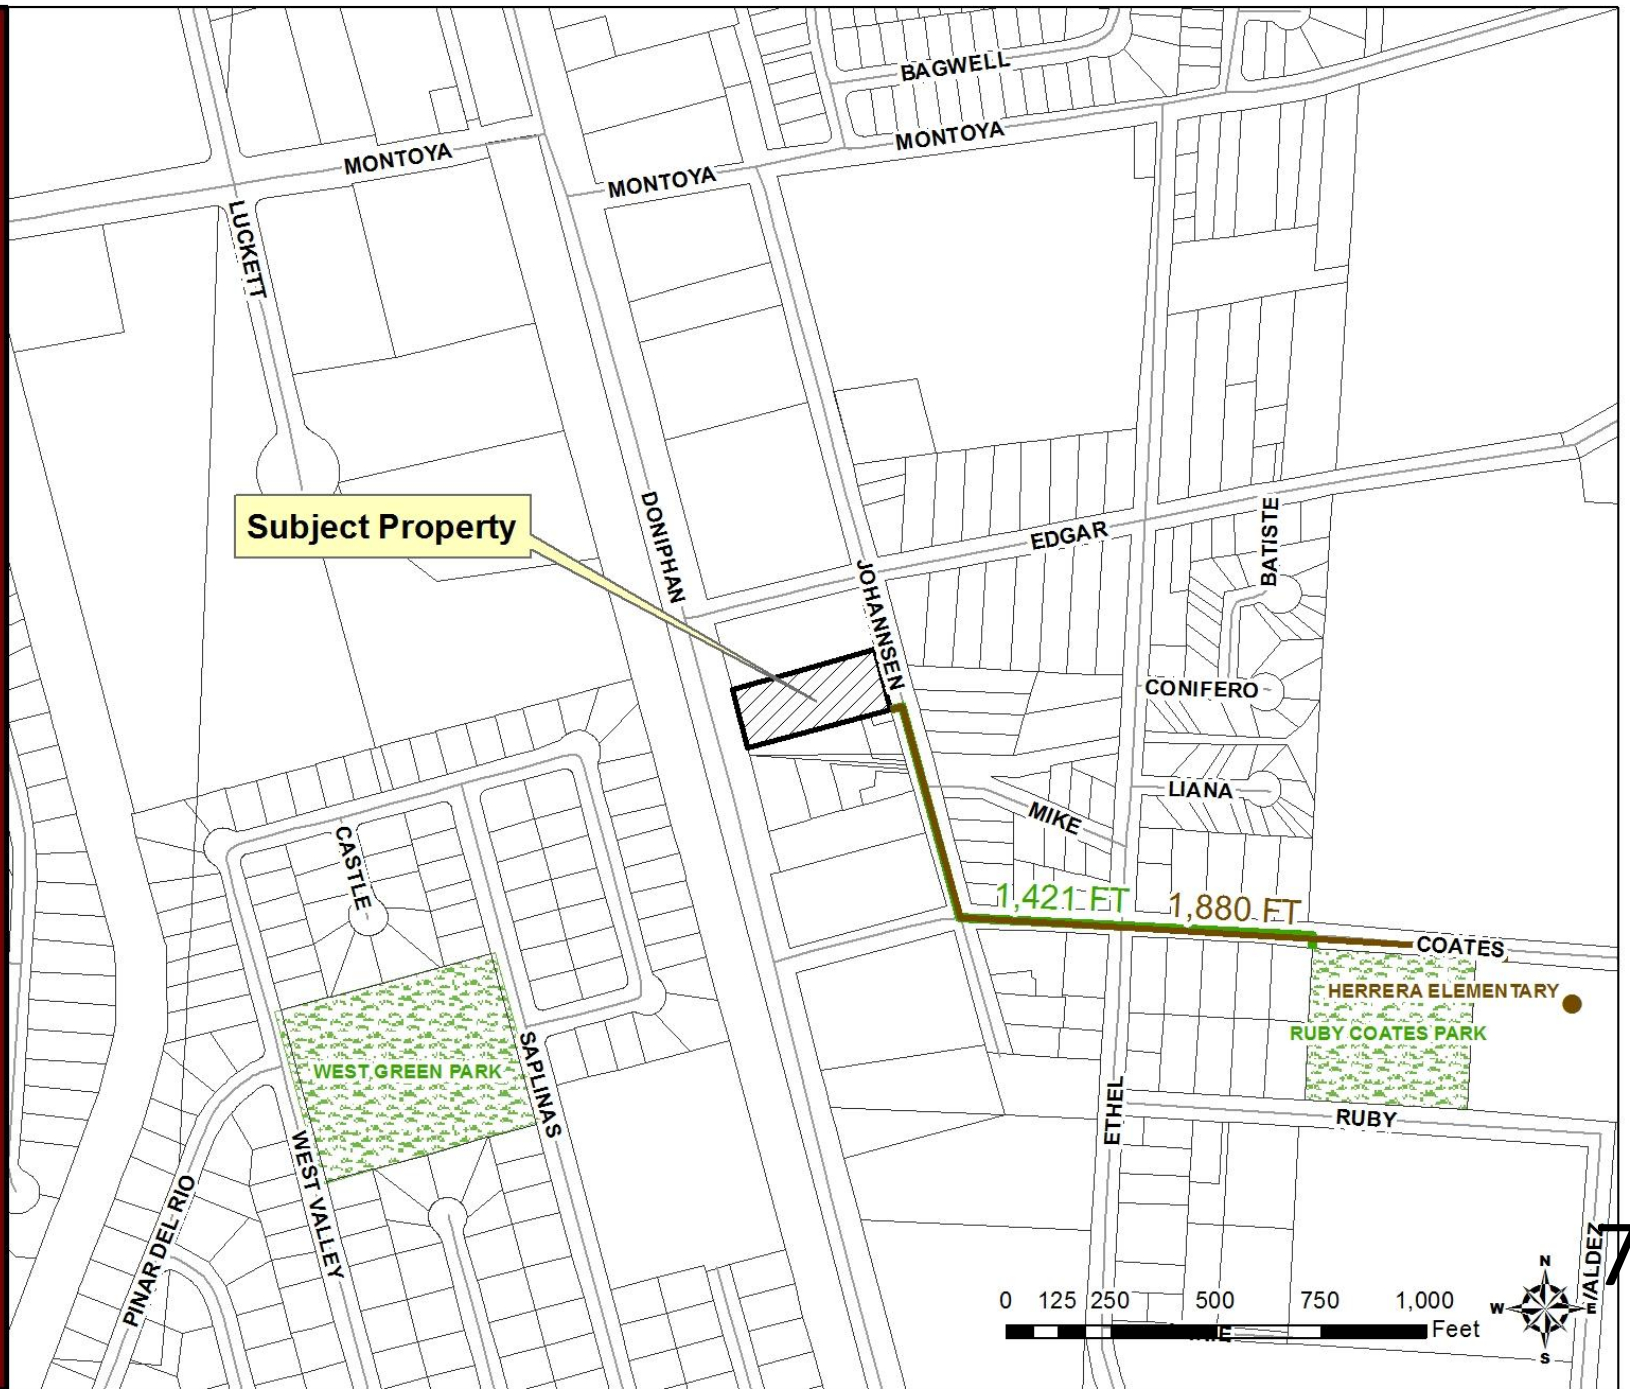 BAGWELL
MONTOYA
MONTOYA
MONTOYA
LUCKETT
DONIPHAN
Subject Property
EDGAR
BATISTE
JOHANNSEN
CONIFERO
LIANA
MIKE
CASTLE
1,421 FT
1,880 FT
COATES
HERRERA ELEMENTARY
RUBY COATES PARK
WEST GREEN PARK
SAPLINAS
ETHEL
RUBY
WEST VALLEY
PINAR DEL RIO
VALDEZ
7
N
W
E
S
0 125 250 500 750 1,000
Feet